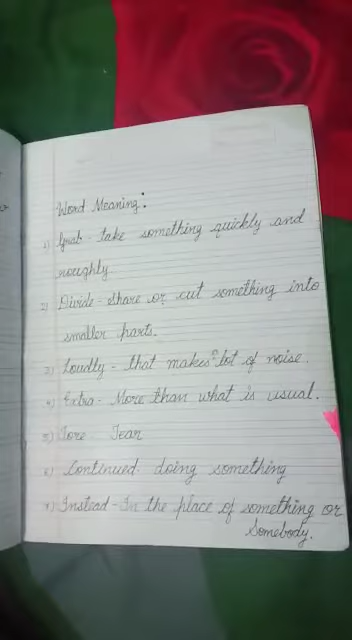 Word Meaning:
1) Grab - take something quickly and
roughly
2) Divide - Share or cut something into
smaller parts.
3) Loudly - that makes a lot of noise.
4) Extra - More than what is usual.
5) Tore - Tear
6) Continued - doing something
7) Instead - In the place of something or
Somebody.